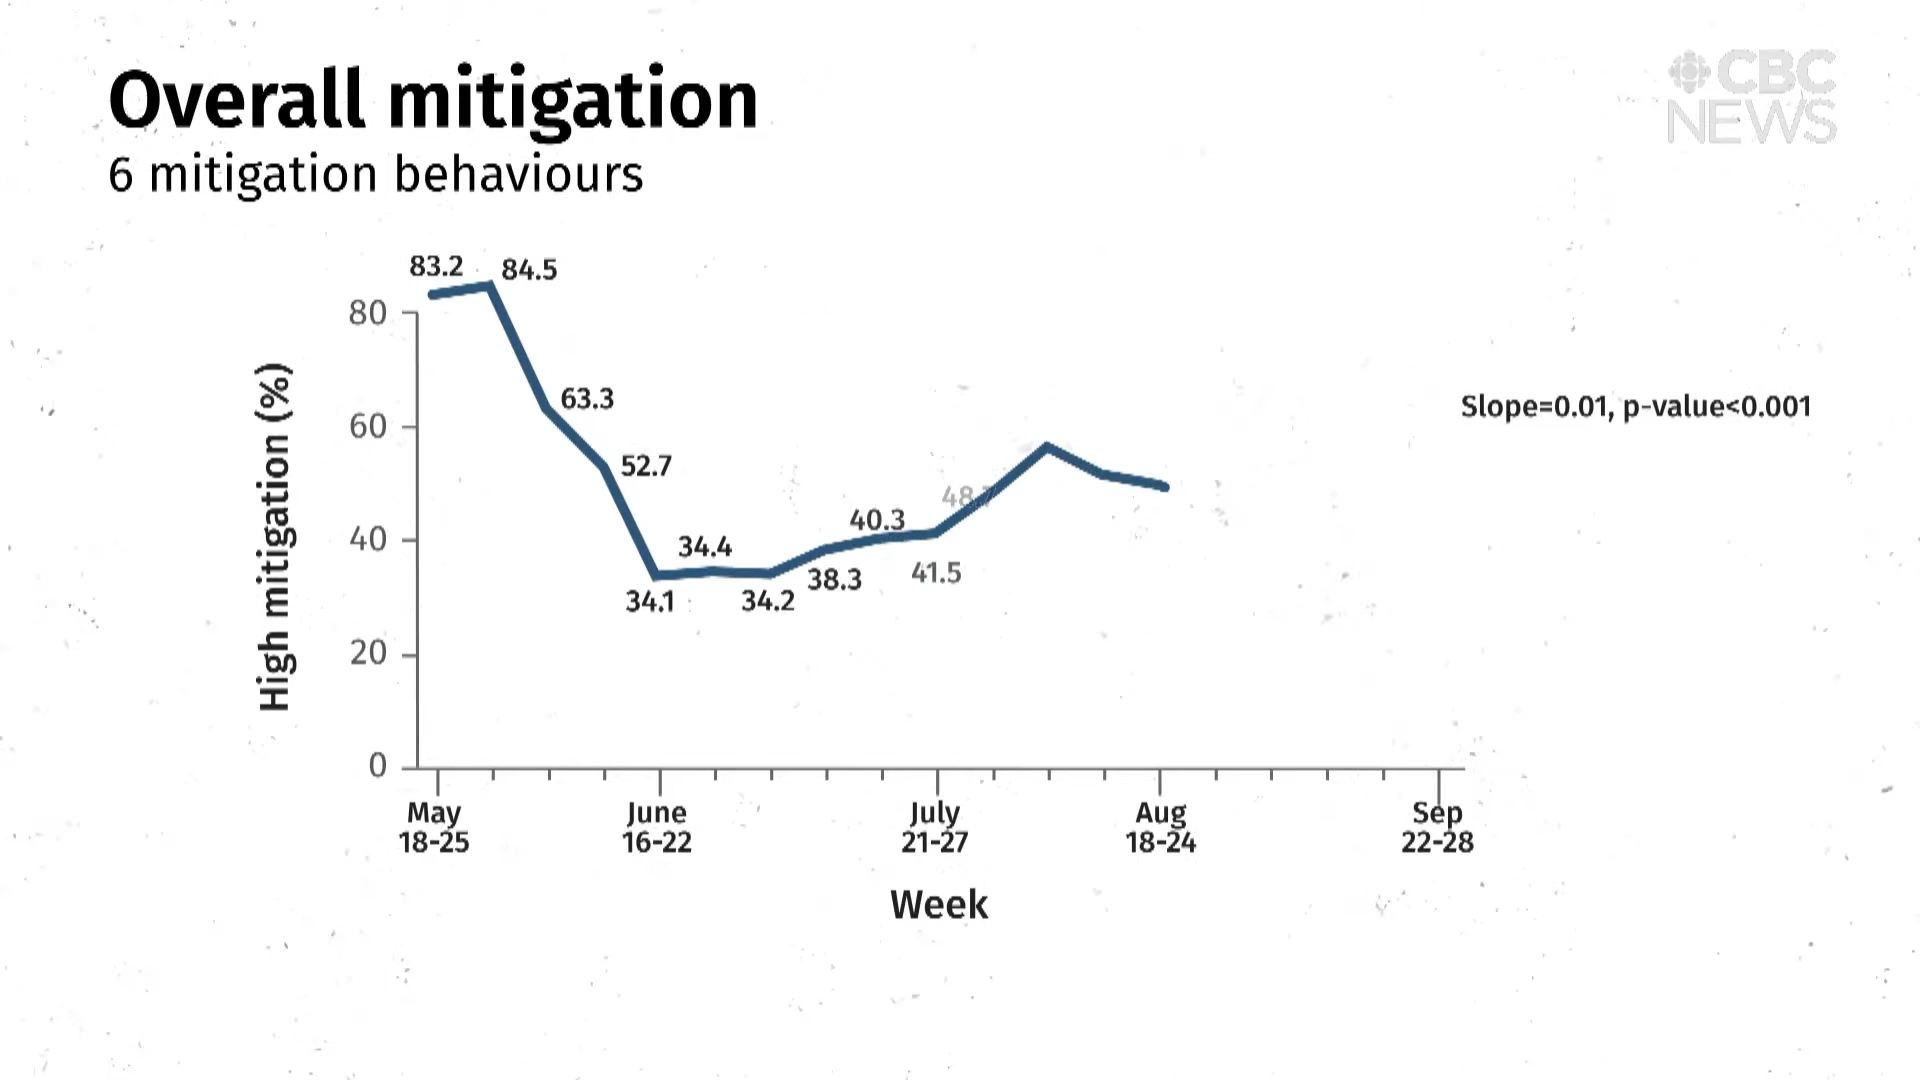 Overall mitigation
6 mitigation behaviours
CBC
NEWS
83.2
84.5
80
63.3
Slope=0.01, p-value<0.001
60
52.7
40.3
40
34.4
41.5
38.3
34.1
34.2
20
0
High mitigation (%)
May
18-25
June
16-22
July
21-27
Aug
18-24
Sep
22-28
Week